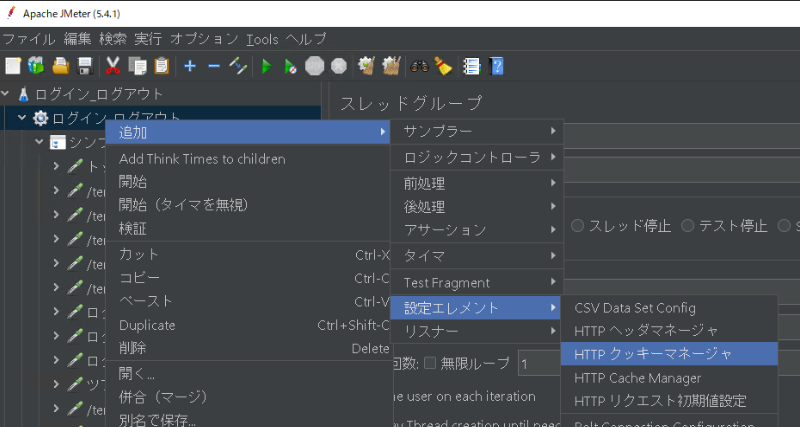 Apache JMeter (5.4.1)
ファイル 編集 検索 実行 オプション Tools ヘルプ
ログイン_ログアウト
ログイン_ログアウト
スレッドグループ
シンプ
追加
Add Think Times to children
開始
開始（タイマを無視）
検証
カット Ctrl-X
コピー Ctrl-C
ペースト Ctrl-V
Duplicate Ctrl+Shift-C
削除 Delete
開く...
併合（マージ）
別名で保存...
サンプラー
ロジックコントローラ
前処理
後処理
アサーション
タイマ
Test Fragment
設定エレメント
リスナー
CSV Data Set Config
HTTP ヘッダマネージャ
HTTP クッキーマネージャ
HTTP Cache Manager
HTTP リクエスト初期値設定
Bolt Connection Configuration
スレッド停止 テスト停止
回数: 無限ループ 1
user on each iteration
Thread creation until